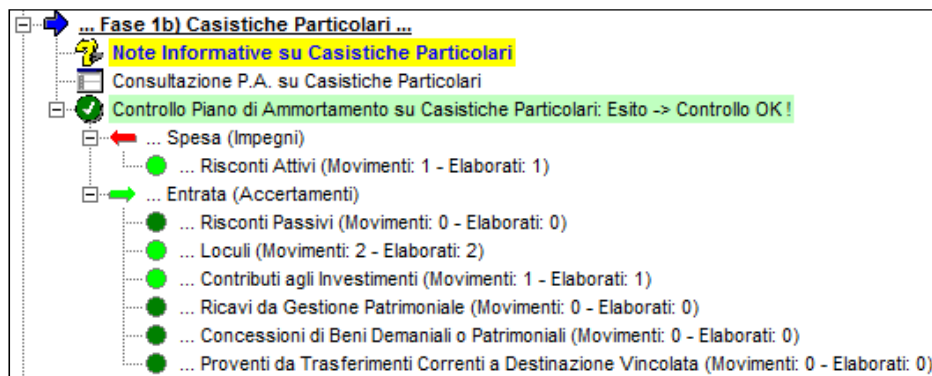 ... Fase 1b) Casistiche Particolari ...
Note Informative su Casistiche Particolari
Consultazione P.A. su Casistiche Particolari
Controllo Piano di Ammortamento su Casistiche Particolari: Esito -> Controllo OK !
... Spesa (Impegni)
... Risconti Attivi (Movimenti: 1 - Elaborati: 1)
... Entrata (Accertamenti)
... Risconti Passivi (Movimenti: 0 - Elaborati: 0)
... Loculi (Movimenti: 2 - Elaborati: 2)
... Contributi agli Investimenti (Movimenti: 1 - Elaborati: 1)
... Ricavi da Gestione Patrimoniale (Movimenti: 0 - Elaborati: 0)
... Concessioni di Beni Demaniali o Patrimoniali (Movimenti: 0 - Elaborati: 0)
... Proventi da Trasferimenti Correnti a Destinazione Vincolata (Movimenti: 0 - Elaborati: 0)